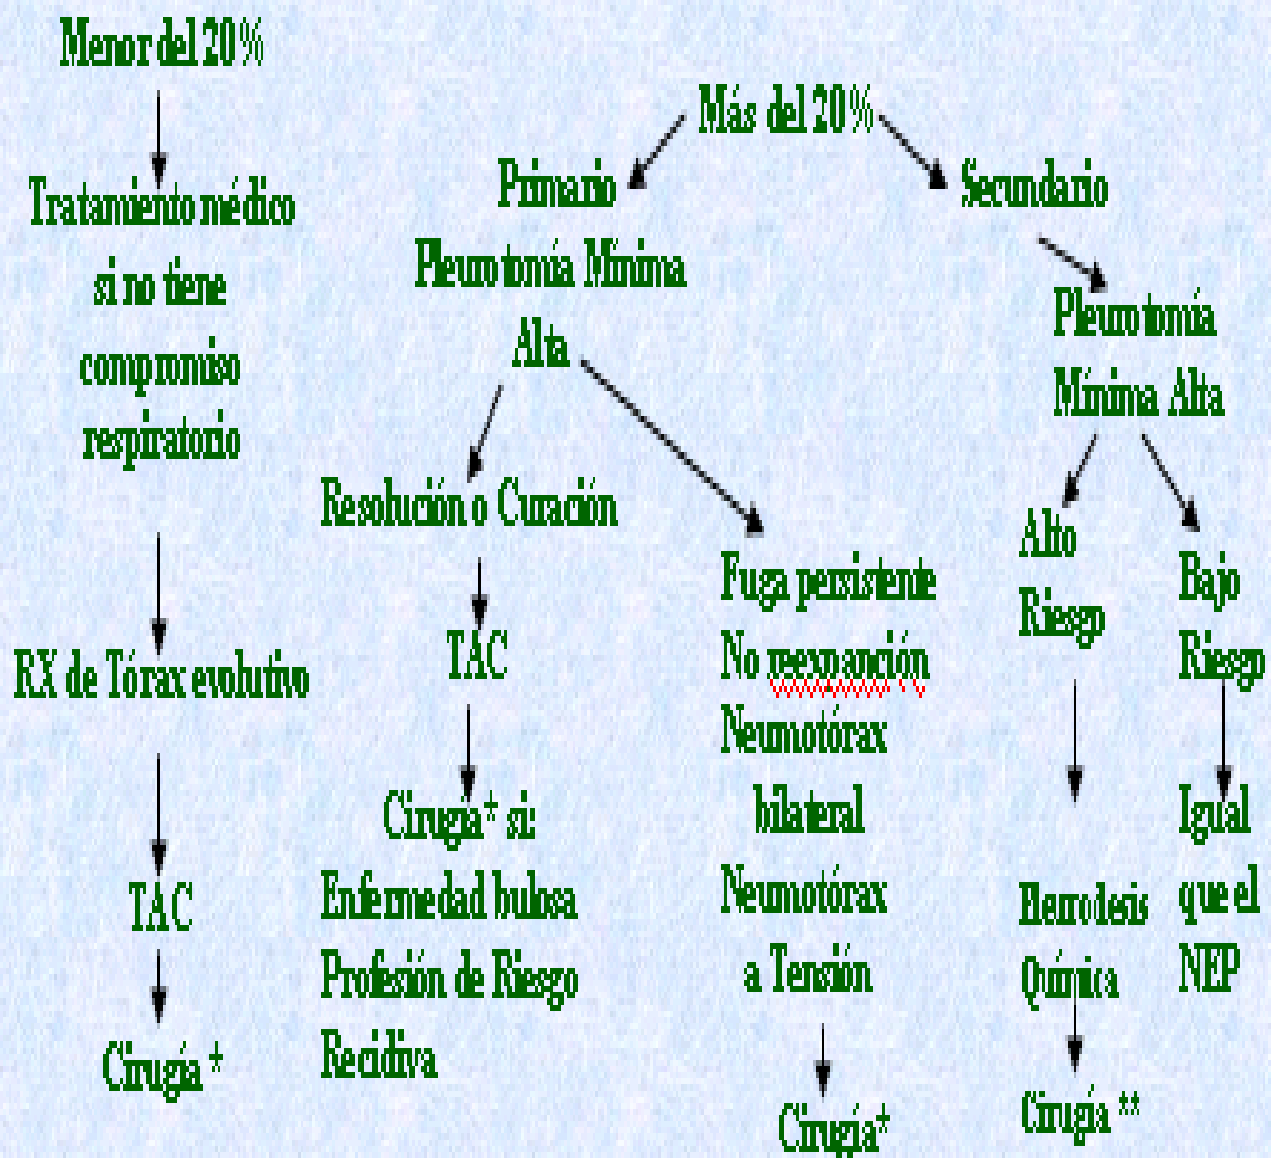 Menor del 20%
Tratamiento médico
si no tiene
compromiso
respiratorio
RX de Tórax evolutivo
TAC
Cirugía *
Más del 20%
Primario
Pleurotomía Mínima
Alta
Resolución o Curación
TAC
Cirugía* si:
Enfermedad bulosa
Profesión de Riesgo
Recidiva
Fuga persistente
No reexpanción
Neumotórax
bilateral
Neumotórax
a Tensión
Cirugía*
Secundario
Pleurotomía
Mínima Alta
Alto
Riesgo
Química
Cirugía **
Bajo
Riesgo
Igual
que el
NEP